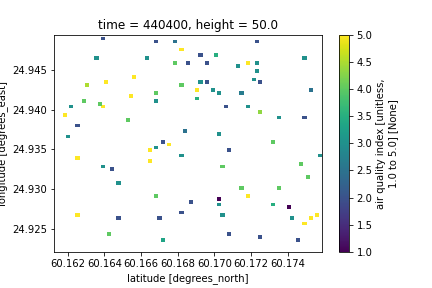 time = 440400, height = 50.0
5.0
4.5
4.0
3.5
3.0
2.5
2.0
1.5
1.0
air quality index [unitless,
1.0 to 5.0] [None]
24.945
24.940
24.935
24.930
24.925
[degrees_east]
60.162 60.164 60.166 60.168 60.170 60.172 60.174
latitude [degrees_north]